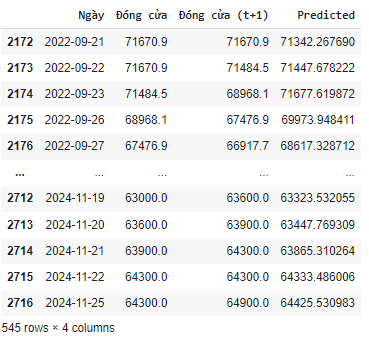 Ngày Đóng cửa Đóng cửa (t+1) Predicted
2172 2022-09-21 71670.9 71670.9 71342.267690
2173 2022-09-22 71670.9 71484.5 71447.678222
2174 2022-09-23 71484.5 68968.1 71677.619872
2175 2022-09-26 68968.1 67476.9 69973.948411
2176 2022-09-27 67476.9 66917.7 68617.328712
... ... ... ... ...
2712 2024-11-19 63000.0 63600.0 63323.532055
2713 2024-11-20 63600.0 63900.0 63447.769309
2714 2024-11-21 63900.0 64300.0 63865.310264
2715 2024-11-22 64300.0 64300.0 64333.486006
2716 2024-11-25 64300.0 64900.0 64425.530983
545 rows × 4 columns